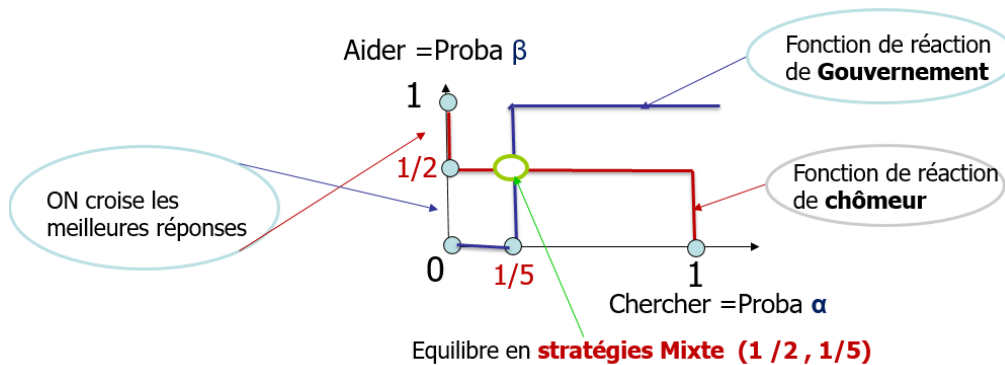 Aider =Proba β
Fonction de réaction
de Gouvernement
1
1/2
ON croise les
meilleures réponses
Fonction de réaction
de chômeur
0
1/5
1
Chercher =Proba α
Equilibre en stratégies Mixte (1 /2 , 1/5)